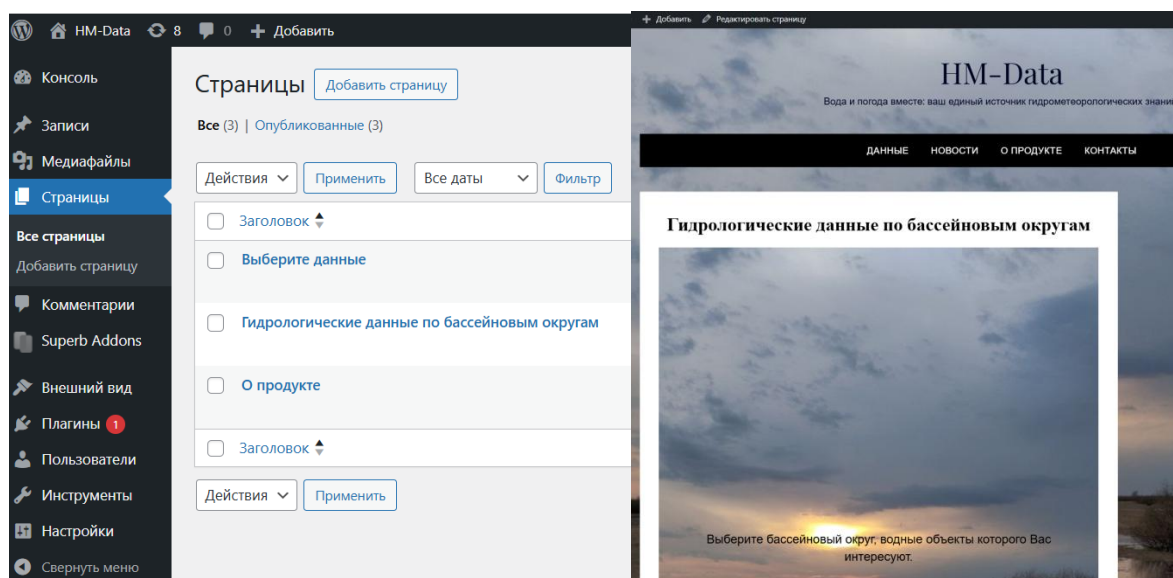 HM-Data 8 0 + Добавить
Консоль
Записи
Медиафайлы
Страницы
Все страницы
Добавить страницу
Комментарии
Superb Addons
Внешний вид
Плагины 1
Пользователи
Инструменты
Настройки
Свернуть меню
Страницы Добавить страницу
Все (3) | Опубликованные (3)
Действия Применить Все даты Фильтр
Заголовок
Выберите данные
Гидрологические данные по бассейновым округам
О продукте
Заголовок
Действия Применить
+ Добавить Редактировать страницу
HM-Data
Вода и погода вместе: ваш единый источник гидрометеорологических
ДАННЫЕ НОВОСТИ О ПРОДУКТЕ КОНТАКТЫ
Гидрологические данные по бассейновым округам
Выберите бассейновый округ, водные объекты которого Вас
интересуют.